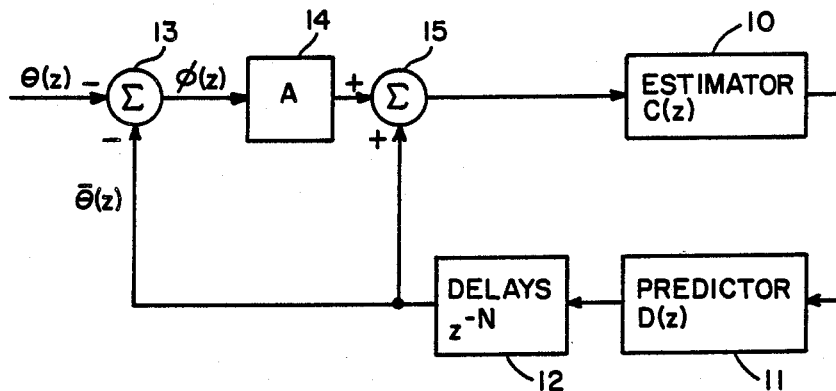 13
14
15
10
θ(z)
−
Σ
φ(z)
A
+
Σ
+
ESTIMATOR
C(z)
−
θ̄(z)
DELAYS
z⁻ᴺ
PREDICTOR
D(z)
12
11